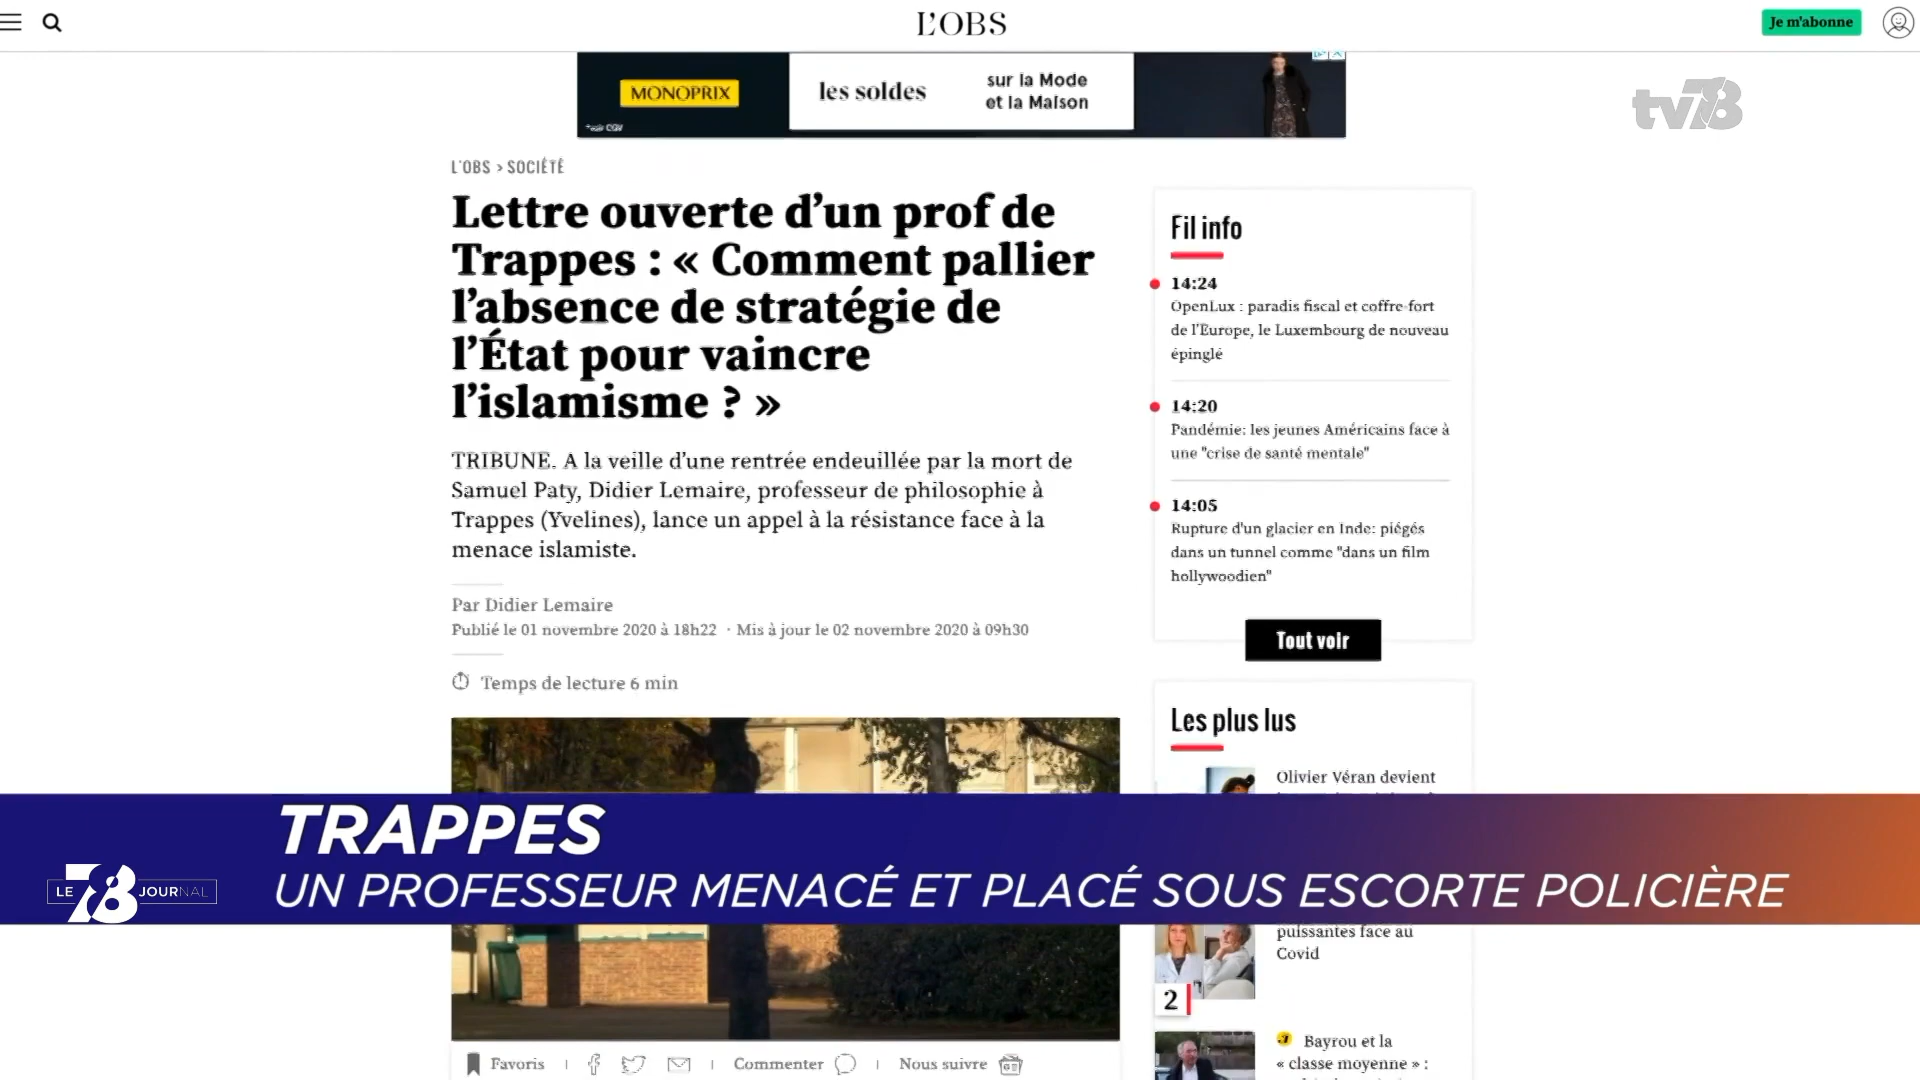 L'OBS
Je m'abonne
MONOPRIX
les soldes
sur la Mode
et la Maison
tv78
L'OBS > SOCIÉTÉ
Lettre ouverte d'un prof de
Trappes : « Comment pallier
l'absence de stratégie de
l'État pour vaincre
l'islamisme ? »
TRIBUNE. A la veille d'une rentrée endeuillée par la mort de
Samuel Paty, Didier Lemaire, professeur de philosophie à
Trappes (Yvelines), lance un appel à la résistance face à la
menace islamiste.
Par Didier Lemaire
Publié le 01 novembre 2020 à 18h22 · Mis à jour le 02 novembre 2020 à 09h30
Temps de lecture 6 min
Fil info
14:24
OpenLux : paradis fiscal et coffre-fort
de l'Europe, le Luxembourg de nouveau
épinglé
14:20
Pandémie: les jeunes Américains face à
une "crise de santé mentale"
14:05
Rupture d'un glacier en Inde: piégés
dans un tunnel comme "dans un film
hollywoodien"
Tout voir
Les plus lus
Olivier Véran devient
TRAPPES
UN PROFESSEUR MENACÉ ET PLACÉ SOUS ESCORTE POLICIÈRE
LE 78 JOURNAL
puissantes face au
Covid
2
Bayrou et la
« classe moyenne » :
Favoris
Commenter
Nous suivre